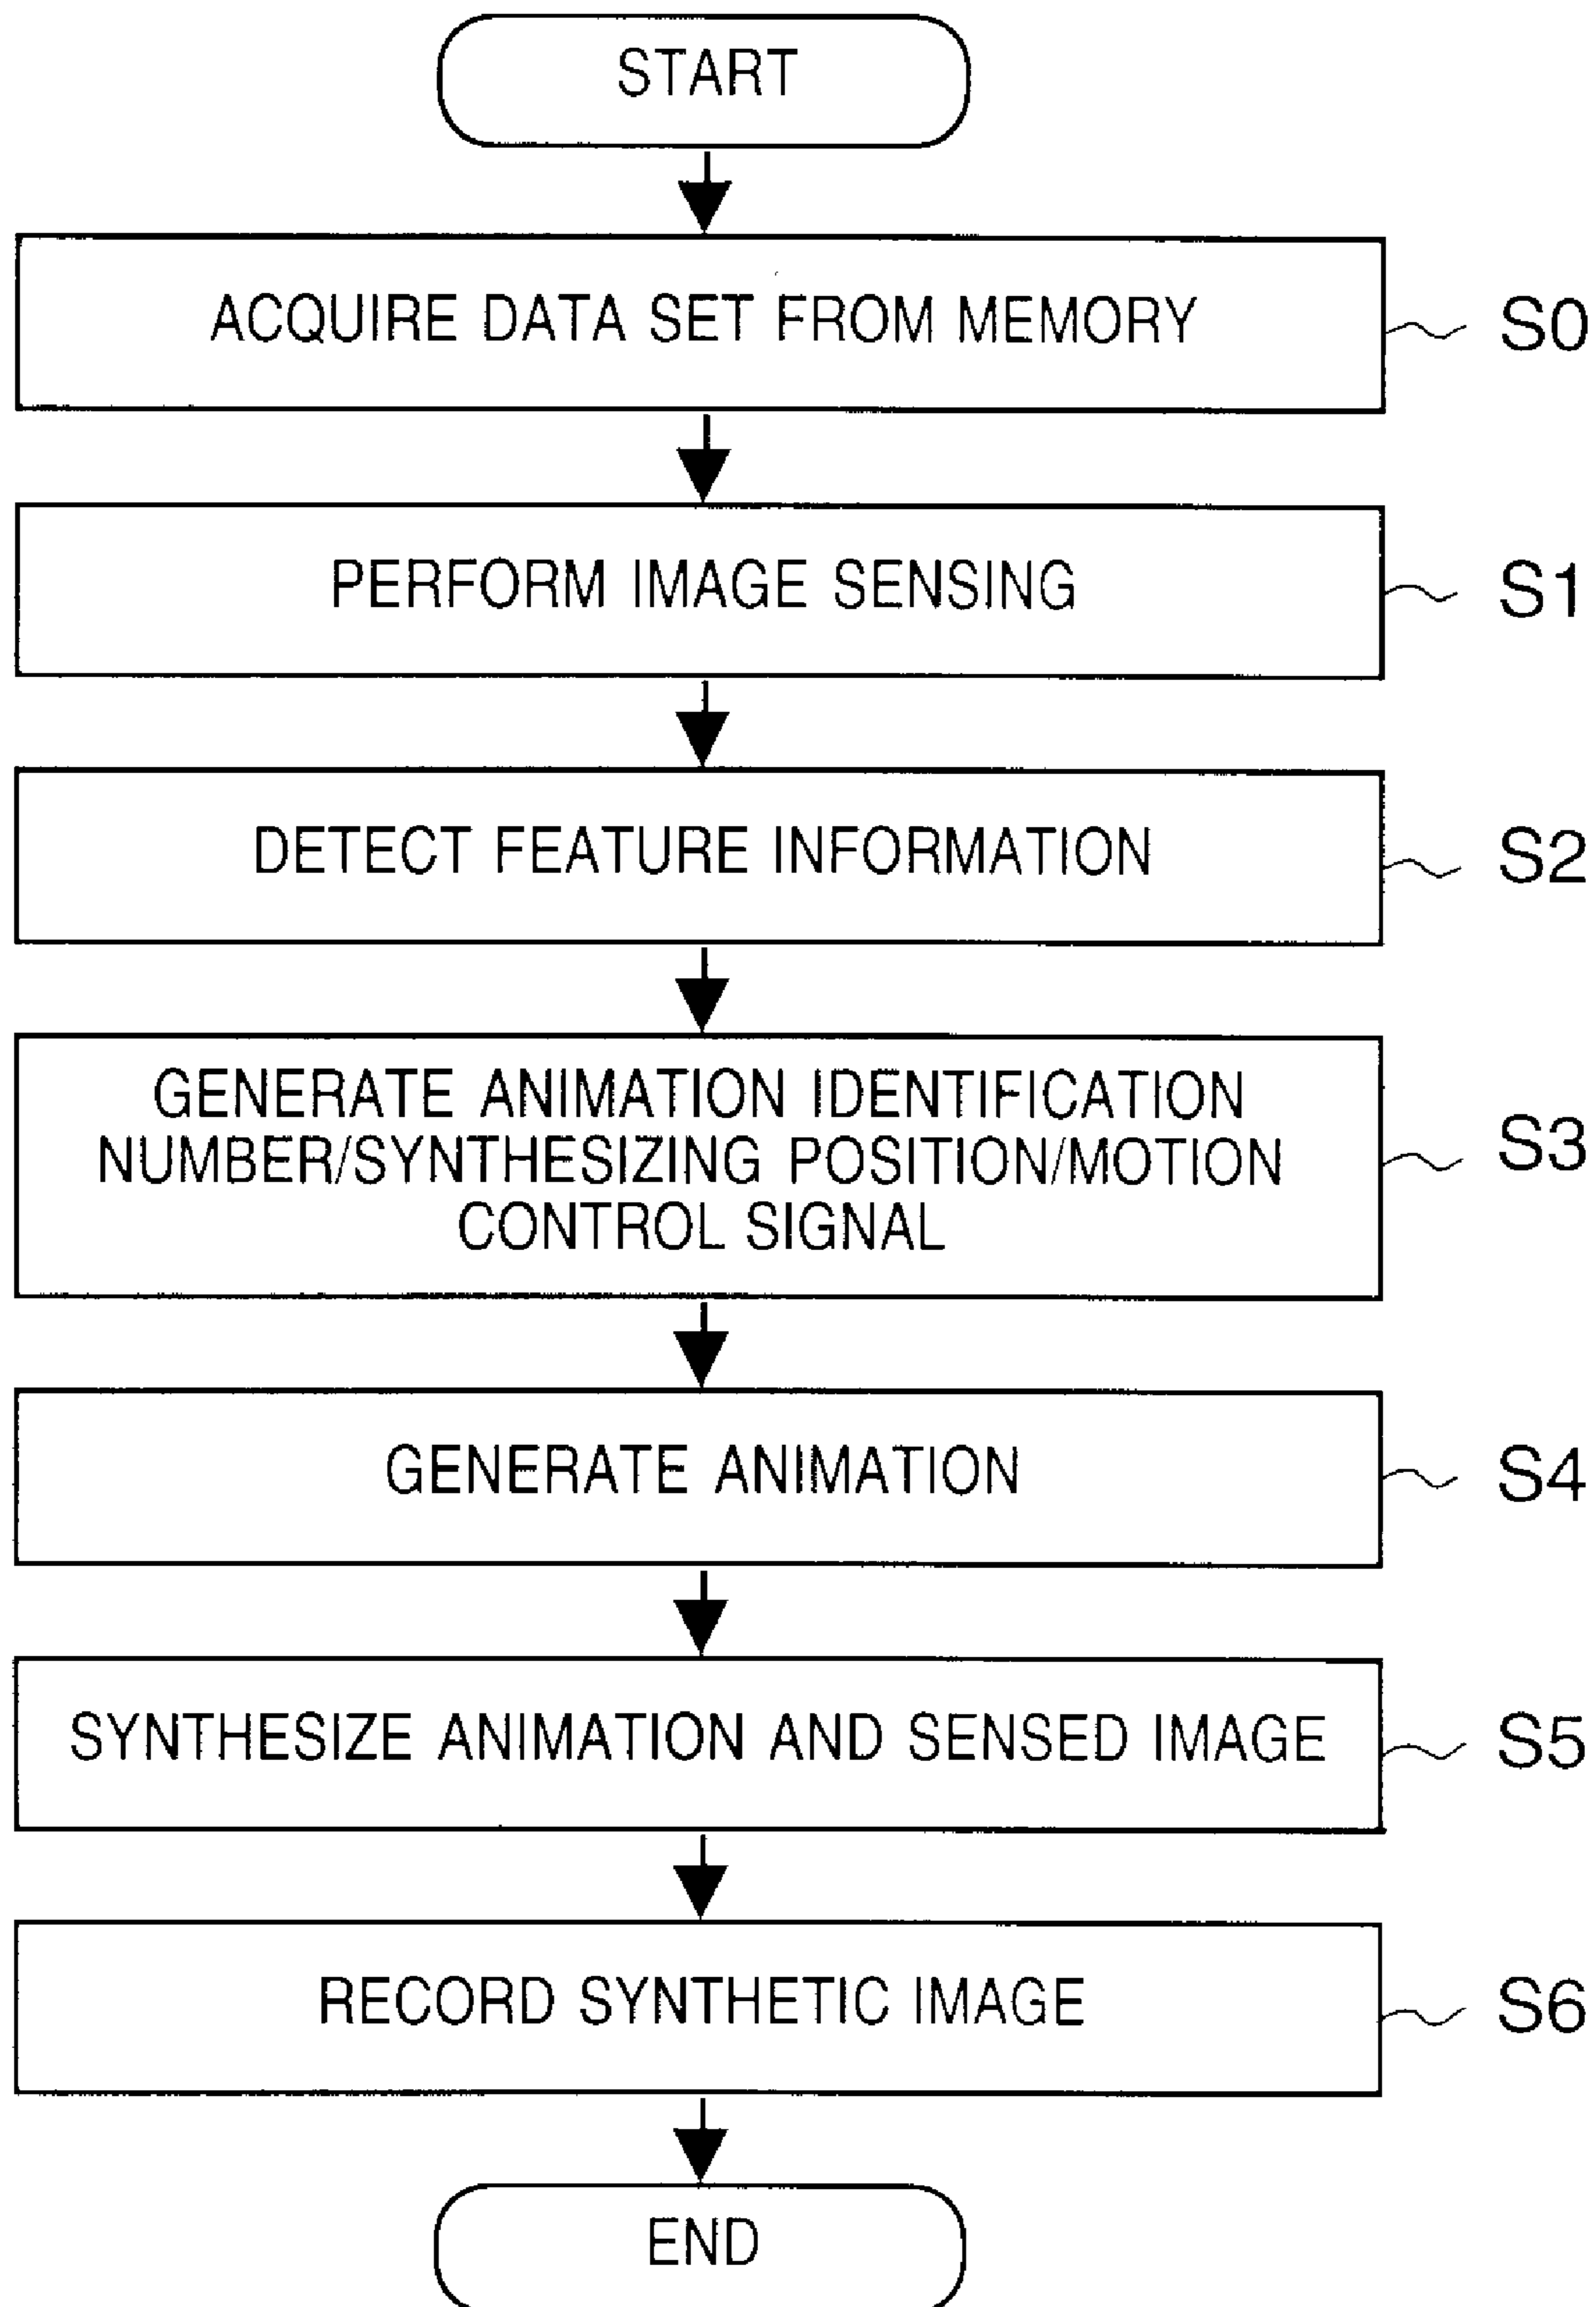 START
ACQUIRE DATA SET FROM MEMORY
S0
PERFORM IMAGE SENSING
S1
DETECT FEATURE INFORMATION
S2
GENERATE ANIMATION IDENTIFICATION
NUMBER/SYNTHESIZING POSITION/MOTION
CONTROL SIGNAL
S3
GENERATE ANIMATION
S4
SYNTHESIZE ANIMATION AND SENSED IMAGE
S5
RECORD SYNTHETIC IMAGE
S6
END